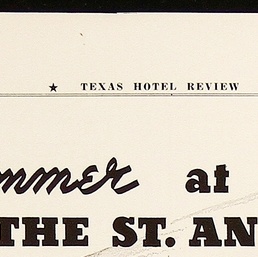 ★ TEXAS HOTEL REVIEW
mmer at
THE ST. AN